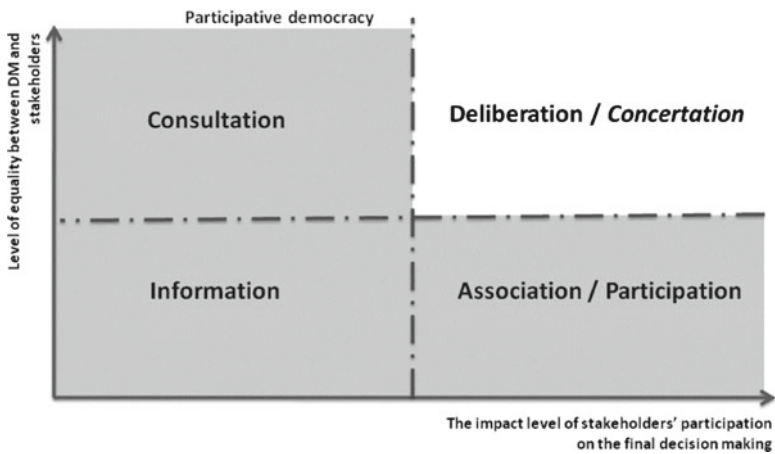 Participative democracy
Level of equality between DM and
stakeholders
Consultation
Deliberation / Concertation
Information
Association / Participation
The impact level of stakeholders' participation
on the final decision making